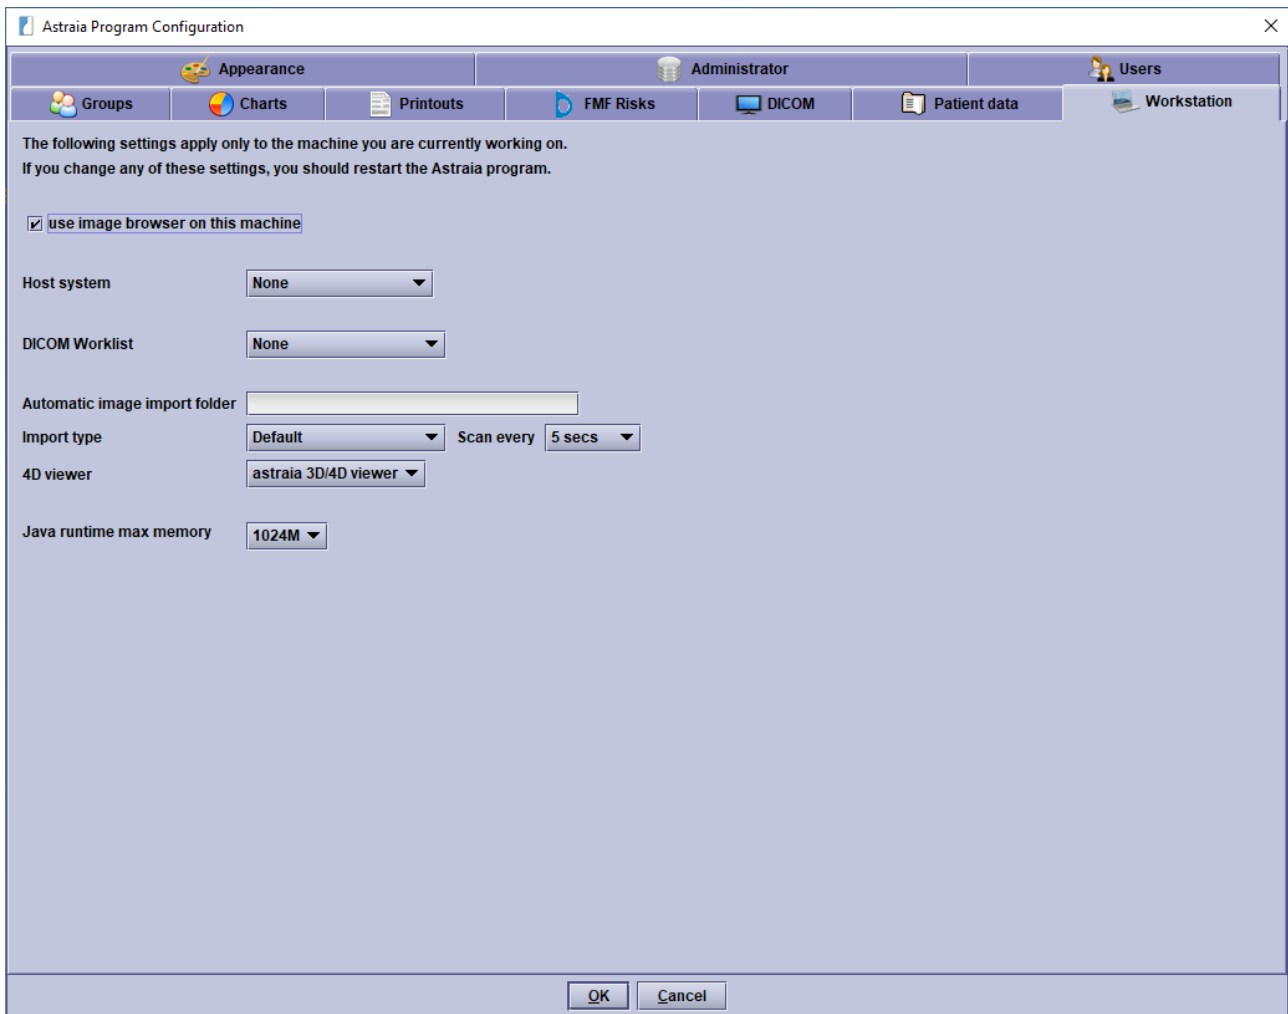 Astraia Program Configuration
Appearance Administrator Users
Groups Charts Printouts FMF Risks DICOM Patient data Workstation
The following settings apply only to the machine you are currently working on.
If you change any of these settings, you should restart the Astraia program.
use image browser on this machine
Host system None
DICOM Worklist None
Automatic image import folder
Import type Default Scan every 5 secs
4D viewer astraia 3D/4D viewer
Java runtime max memory 1024M
OK Cancel